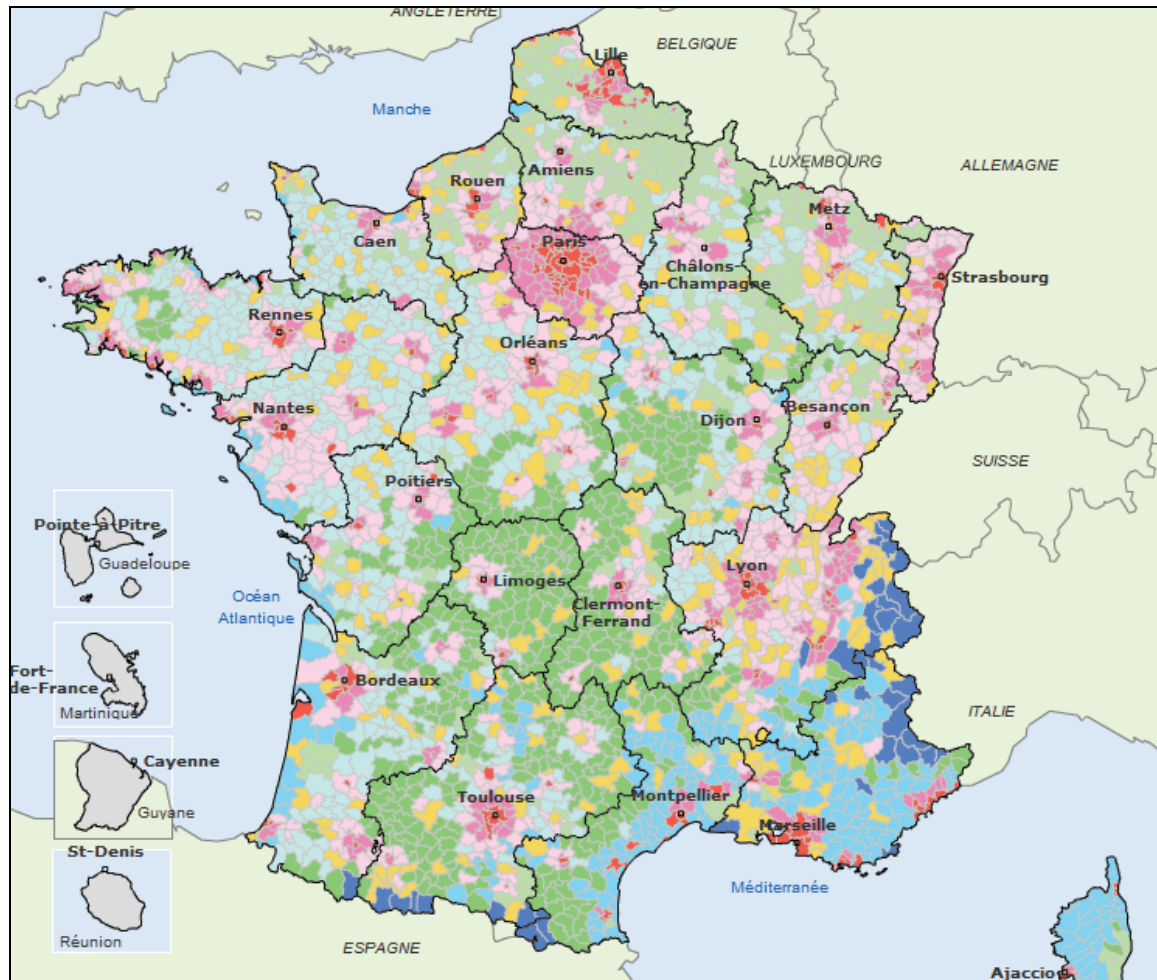 ANGLETERRE
BELGIQUE
Lille
Manche
LUXEMBOURG
ALLEMAGNE
Amiens
Rouen
Metz
Caen
Paris
Châlons-
en-Champagne
Strasbourg
Rennes
Orléans
Nantes
Dijon
Besançon
SUISSE
Poitiers
Pointe-à-Pitre
Guadeloupe
Limoges
Lyon
Clermont-
Ferrand
Océan
Atlantique
Fort-
de-France
Martinique
Bordeaux
ITALIE
Cayenne
Guyane
Toulouse
Montpellier
Marseille
St-Denis
Méditerranée
Réunion
ESPAGNE
Ajaccio